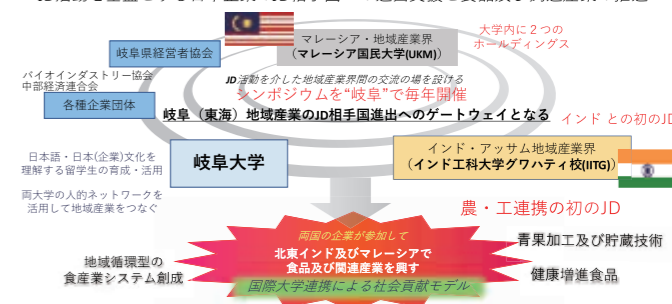 大学内に２つの
ホールディングス
岐阜県経営者協会
マレーシア・地域産業界
（マレーシア国民大学(UKM)）
バイオインダストリー協会
中部経済連合会
各種企業団体
JD活動を介した地域産業界間の交流の場を設ける
シンポジウムを“岐阜”で毎年開催
岐阜（東海）地域産業のJD相手国進出へのゲートウェイとなる
インド との初のJD
日本語・日本(企業)文化を
理解する留学生の育成・活用
岐阜大学
インド・アッサム地域産業界
（インド工科大学グワハティ校(IITG)）
両大学の人的ネットワークを
活用して地域産業をつなぐ
農・工連携の初のJD
両国の企業が参加して
北東インド及びマレーシアで
食品及び関連産業を興す
国際大学連携による社会貢献モデル
地域循環型の
食産業システム創成
青果加工及び貯蔵技術
健康増進食品